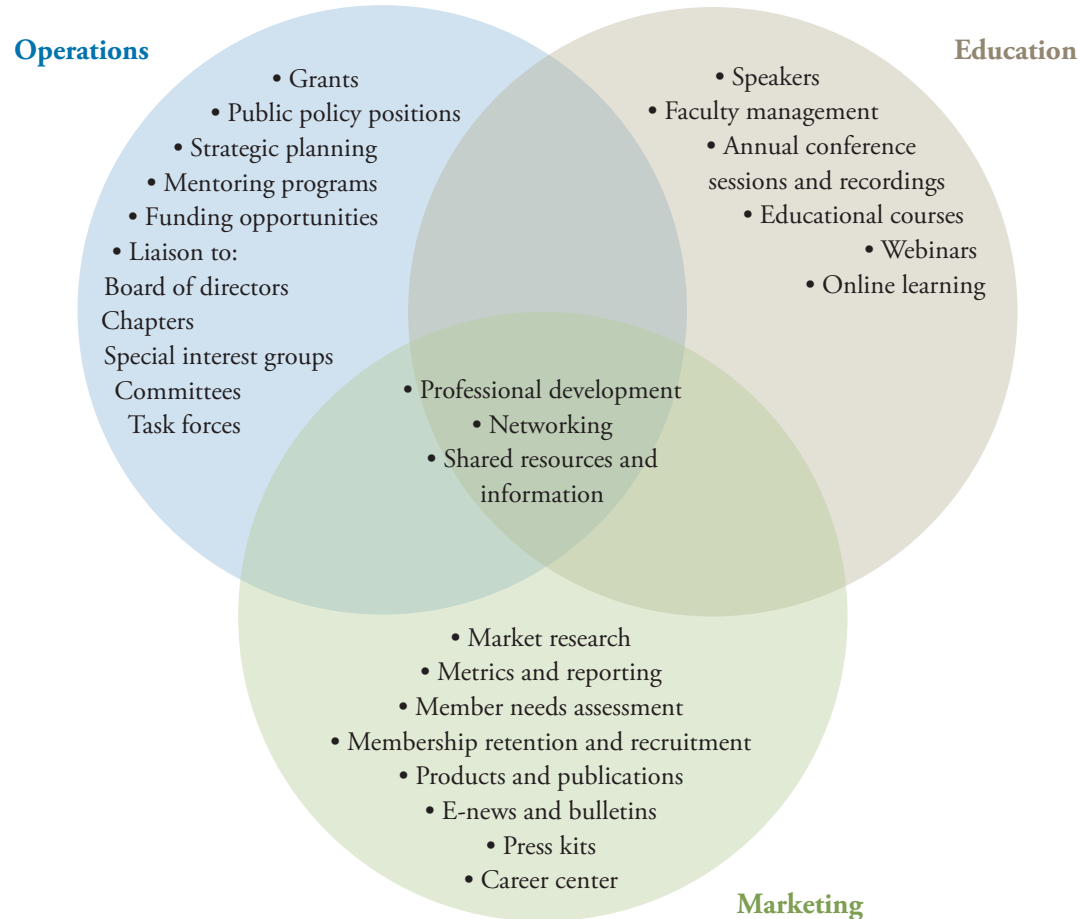 Operations
• Grants
• Public policy positions
• Strategic planning
• Mentoring programs
• Funding opportunities
• Liaison to:
Board of directors
Chapters
Special interest groups
Committees
Task forces
Education
• Speakers
• Faculty management
• Annual conference
sessions and recordings
• Educational courses
• Webinars
• Online learning
• Professional development
• Networking
• Shared resources and
information
• Market research
• Metrics and reporting
• Member needs assessment
• Membership retention and recruitment
• Products and publications
• E-news and bulletins
• Press kits
• Career center
Marketing